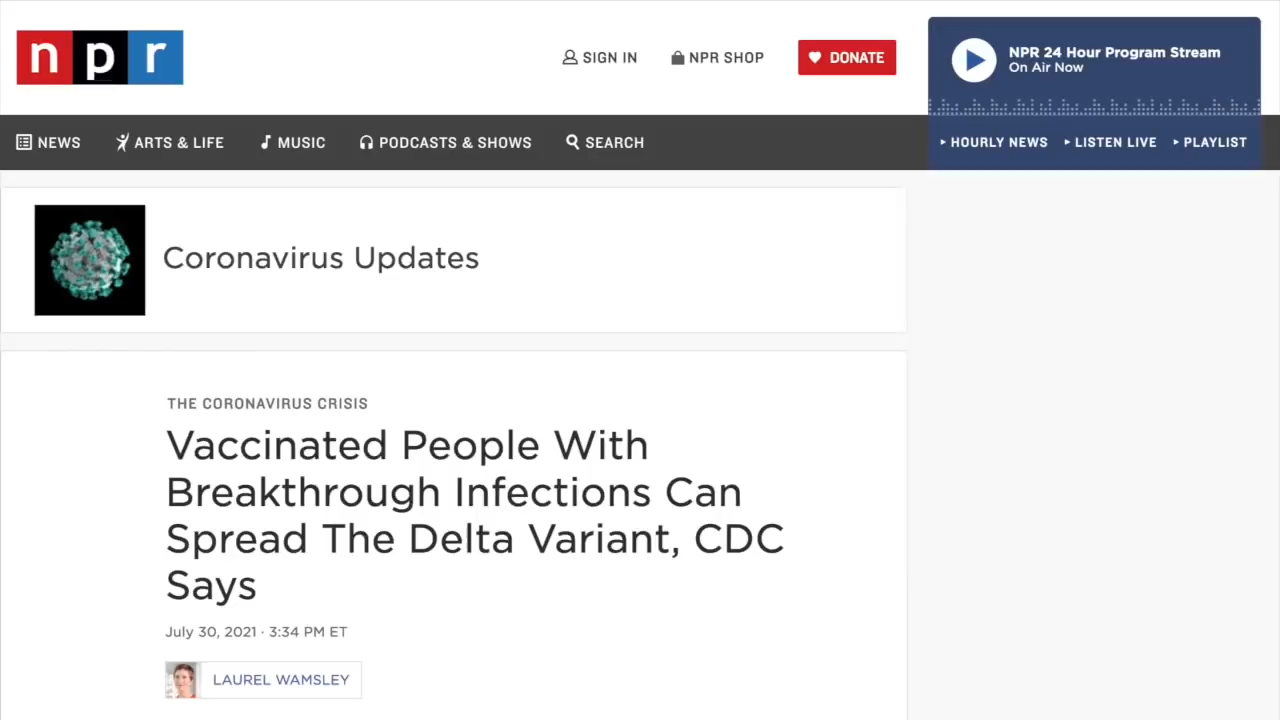 npr
SIGN IN
NPR SHOP
DONATE
NPR 24 Hour Program Stream
On Air Now
NEWS
ARTS & LIFE
MUSIC
PODCASTS & SHOWS
SEARCH
HOURLY NEWS
LISTEN LIVE
PLAYLIST
Coronavirus Updates
THE CORONAVIRUS CRISIS
Vaccinated People With
Breakthrough Infections Can
Spread The Delta Variant, CDC
Says
July 30, 2021 · 3:34 PM ET
LAUREL WAMSLEY